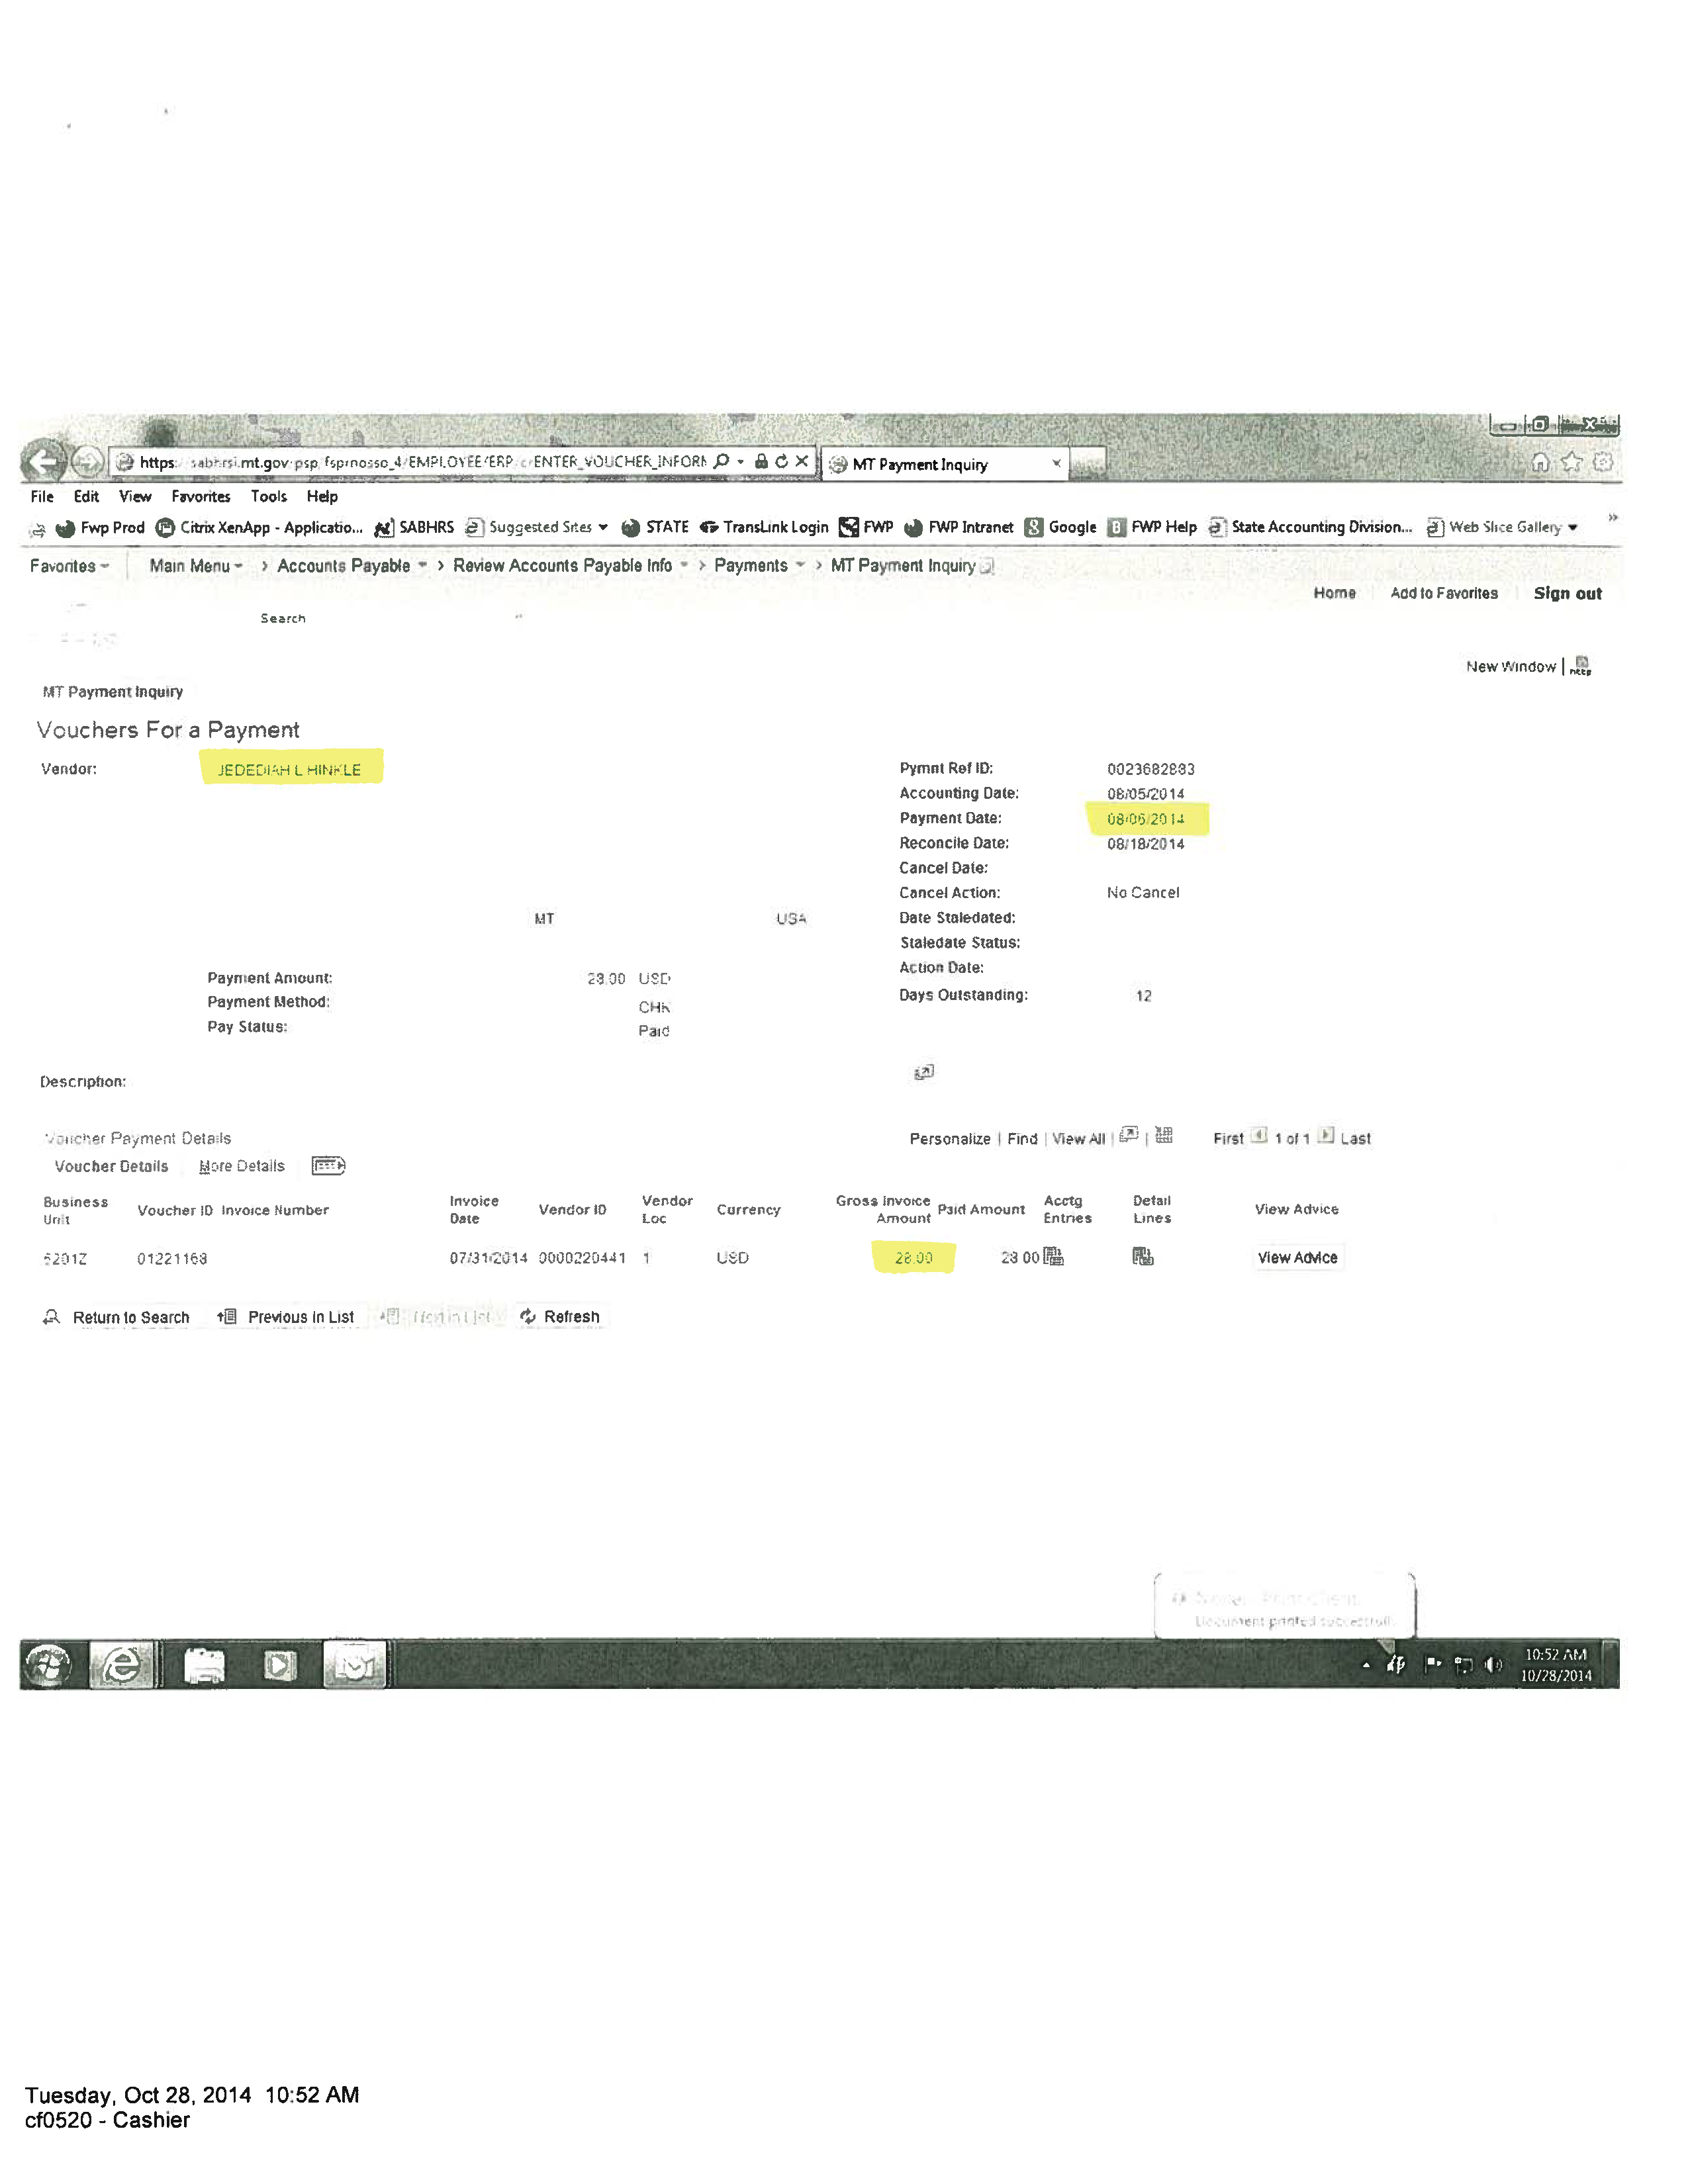 https: sabhrsi.mt.gov psp fsprnosso_4/EMPLOYEE/ERP c ENTER_VOUCHER_INFORM
MT Payment Inquiry
File Edit View Favorites Tools Help
Fwp Prod Citrix XenApp - Applicatio... SABHRS Suggested Sites STATE TransLink Login FWP FWP Intranet Google FWP Help State Accounting Division... Web Slice Gallery »
Favorites Main Menu > Accounts Payable > Review Accounts Payable Info > Payments > MT Payment Inquiry
Home Add to Favorites Sign out
Search
New Window | http
MT Payment Inquiry
Vouchers For a Payment
Vendor: JEDEDIAH L HINKLE
Pymnt Ref ID: 0023682883
Accounting Date: 08/05/2014
Payment Date: 08/06/2014
Reconcile Date: 08/18/2014
Cancel Date:
Cancel Action: No Cancel
MT USA
Date Staledated:
Staledate Status:
Action Date:
Days Outstanding: 12
Payment Amount: 28.00 USD
Payment Method: CHK
Pay Status: Paid
Description:
Voucher Payment Details
Personalize | Find | View All | | First 1 of 1 Last
Voucher Details More Details
Business Unit Voucher ID Invoice Number Invoice Date Vendor ID Vendor Loc Currency Gross Invoice Amount Paid Amount Acctg Entries Detail Lines View Advice
5201Z 01221168 07/31/2014 0000220441 1 USD 28.00 28.00 View Advice
Return to Search Previous in List Next in List Refresh
Print Client
Document printed successfull
10:52 AM
10/28/2014
Tuesday, Oct 28, 2014 10:52 AM
cf0520 - Cashier